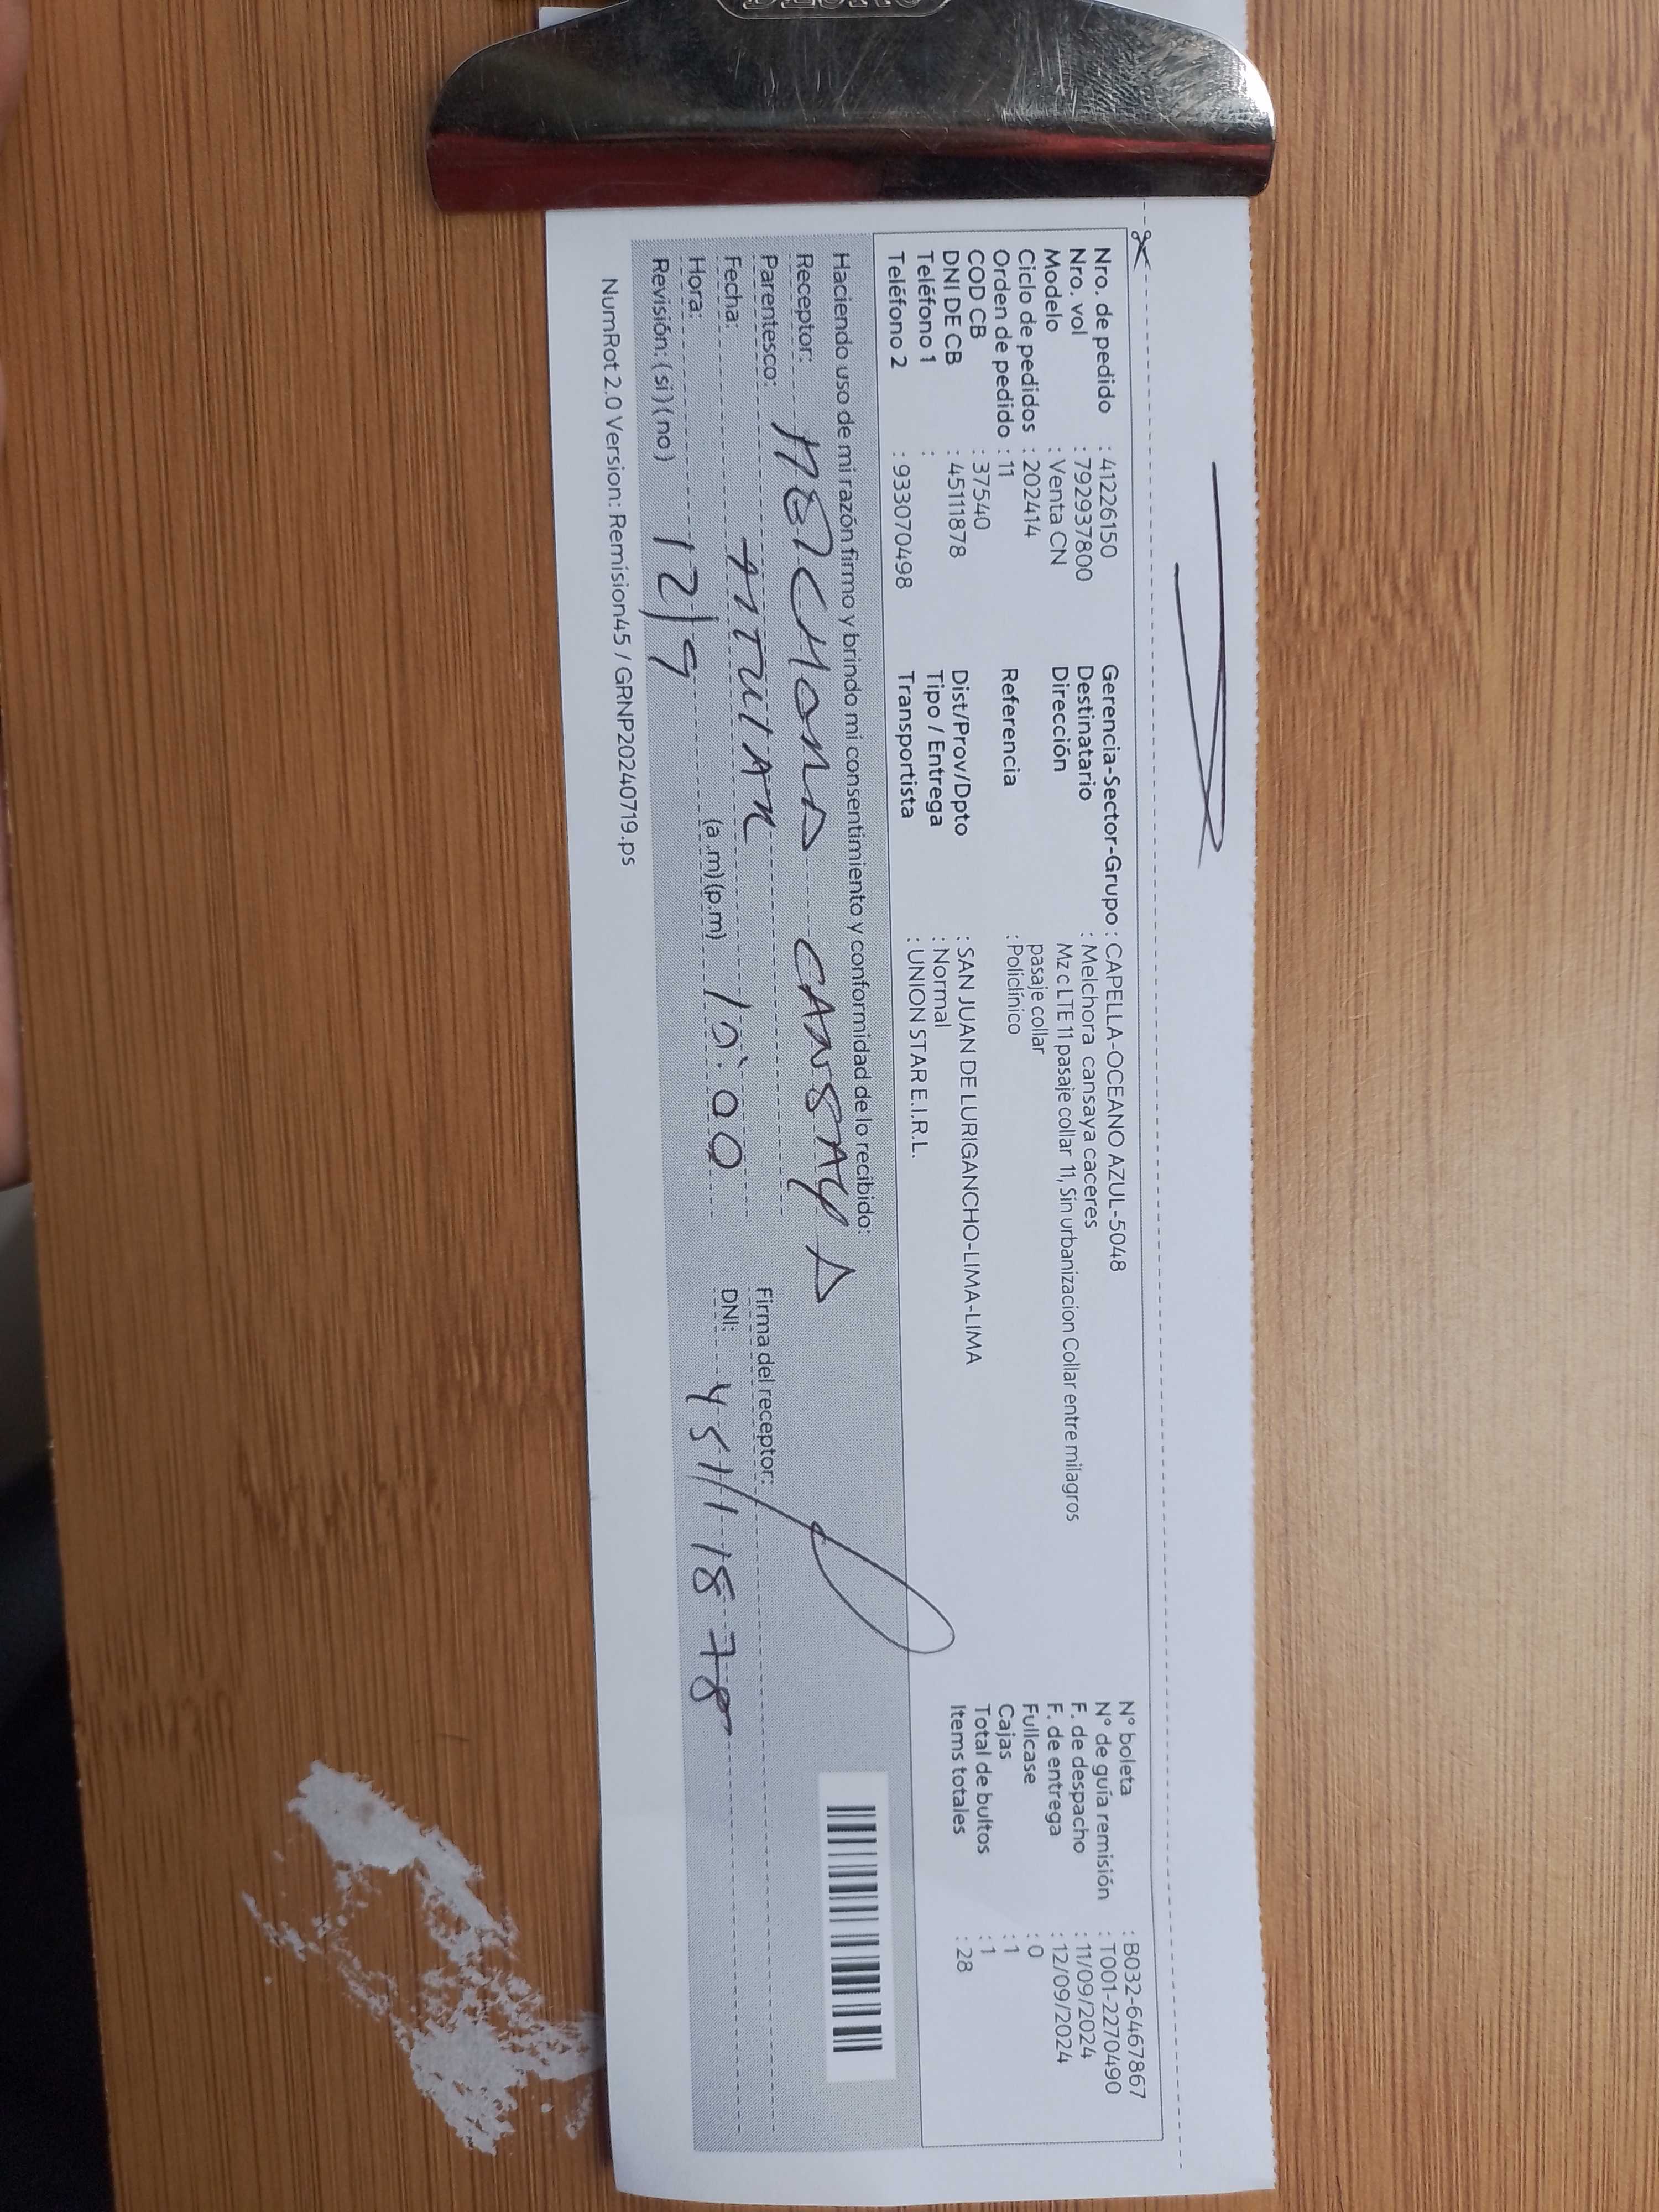 Nro. de pedido : 41226150
Nro. vol : 792937800
Modelo : Venta CN
Ciclo de pedidos : 202414
Orden de pedido : 11
COD CB : 37540
DNI DE CB : 45111878
Teléfono 1 :
Teléfono 2 : 933070498
Gerencia-Sector-Grupo : CAPELLA-OCEANO AZUL-5048
Destinatario : Melchora cansaya caceres
Dirección Mz c LTE 11 pasaje collar 11, Sin urbanizacion Collar entre milagros
pasaje collar
Referencia : Policlínico
Dist/Prov/Dpto : SAN JUAN DE LURIGANCHO-LIMA-LIMA
Tipo / Entrega : Normal
Transportista : UNION STAR E.I.R.L.
N° boleta : B032-6467867
N° de guía remisión : T001-2270490
F. de despacho : 11/09/2024
F. de entrega : 12/09/2024
Fullcase : 0
Cajas : 1
Total de bultos : 1
Items totales : 28
Haciendo uso de mi razón firmo y brindo mi consentimiento y conformidad de lo recibido:
Receptor: MELCHORA CANSAYA
Parentesco: TITULAR
Fecha: 12/9
Hora: (a.m) (p.m) 10:00
Revisión: (si) (no)
Firma del receptor:
DNI: 45111878
NumRot 2.0 Version: Remision45 / GRNP20240719.ps